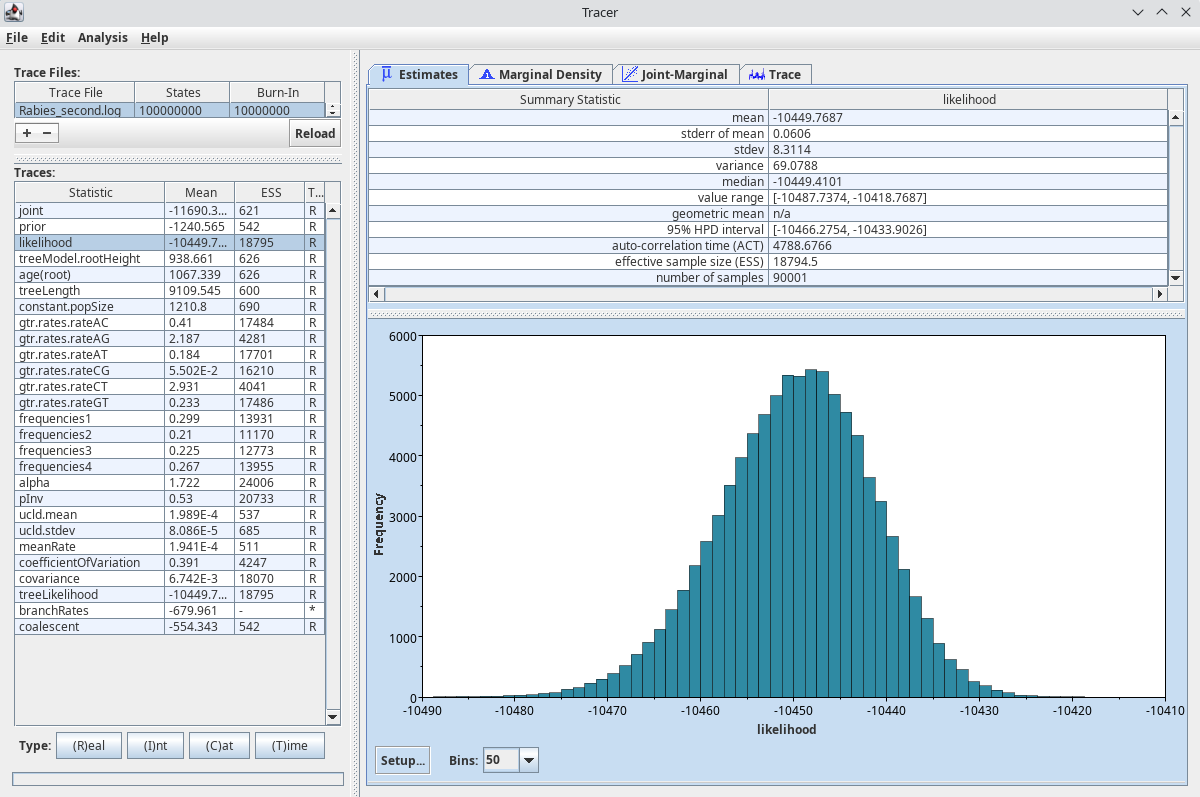 Tracer
File Edit Analysis Help
Trace Files:
Trace File States Burn-In
Rabies_second.log 100000000 10000000
+ − Reload
Traces:
Statistic Mean ESS T...
joint -11690.3... 621 R
prior -1240.565 542 R
likelihood -10449.7... 18795 R
treeModel.rootHeight 938.661 626 R
age(root) 1067.339 626 R
treeLength 9109.545 600 R
constant.popSize 1210.8 690 R
gtr.rates.rateAC 0.41 17484 R
gtr.rates.rateAG 2.187 4281 R
gtr.rates.rateAT 0.184 17701 R
gtr.rates.rateCG 5.502E-2 16210 R
gtr.rates.rateCT 2.931 4041 R
gtr.rates.rateGT 0.233 17486 R
frequencies1 0.299 13931 R
frequencies2 0.21 11170 R
frequencies3 0.225 12773 R
frequencies4 0.267 13955 R
alpha 1.722 24006 R
pInv 0.53 20733 R
ucld.mean 1.989E-4 537 R
ucld.stdev 8.086E-5 685 R
meanRate 1.941E-4 511 R
coefficientOfVariation 0.391 4247 R
covariance 6.742E-3 18070 R
treeLikelihood -10449.7... 18795 R
branchRates -679.961 - *
coalescent -554.343 542 R
Type: (R)eal (I)nt (C)at (T)ime
µ Estimates Marginal Density Joint-Marginal Trace
Summary Statistic likelihood
mean -10449.7687
stderr of mean 0.0606
stdev 8.3114
variance 69.0788
median -10449.4101
value range [-10487.7374, -10418.7687]
geometric mean n/a
95% HPD interval [-10466.2754, -10433.9026]
auto-correlation time (ACT) 4788.6766
effective sample size (ESS) 18794.5
number of samples 90001
6000
5000
4000
3000
2000
1000
0
Frequency
-10490 -10480 -10470 -10460 -10450 -10440 -10430 -10420 -10410
likelihood
Setup... Bins: 50